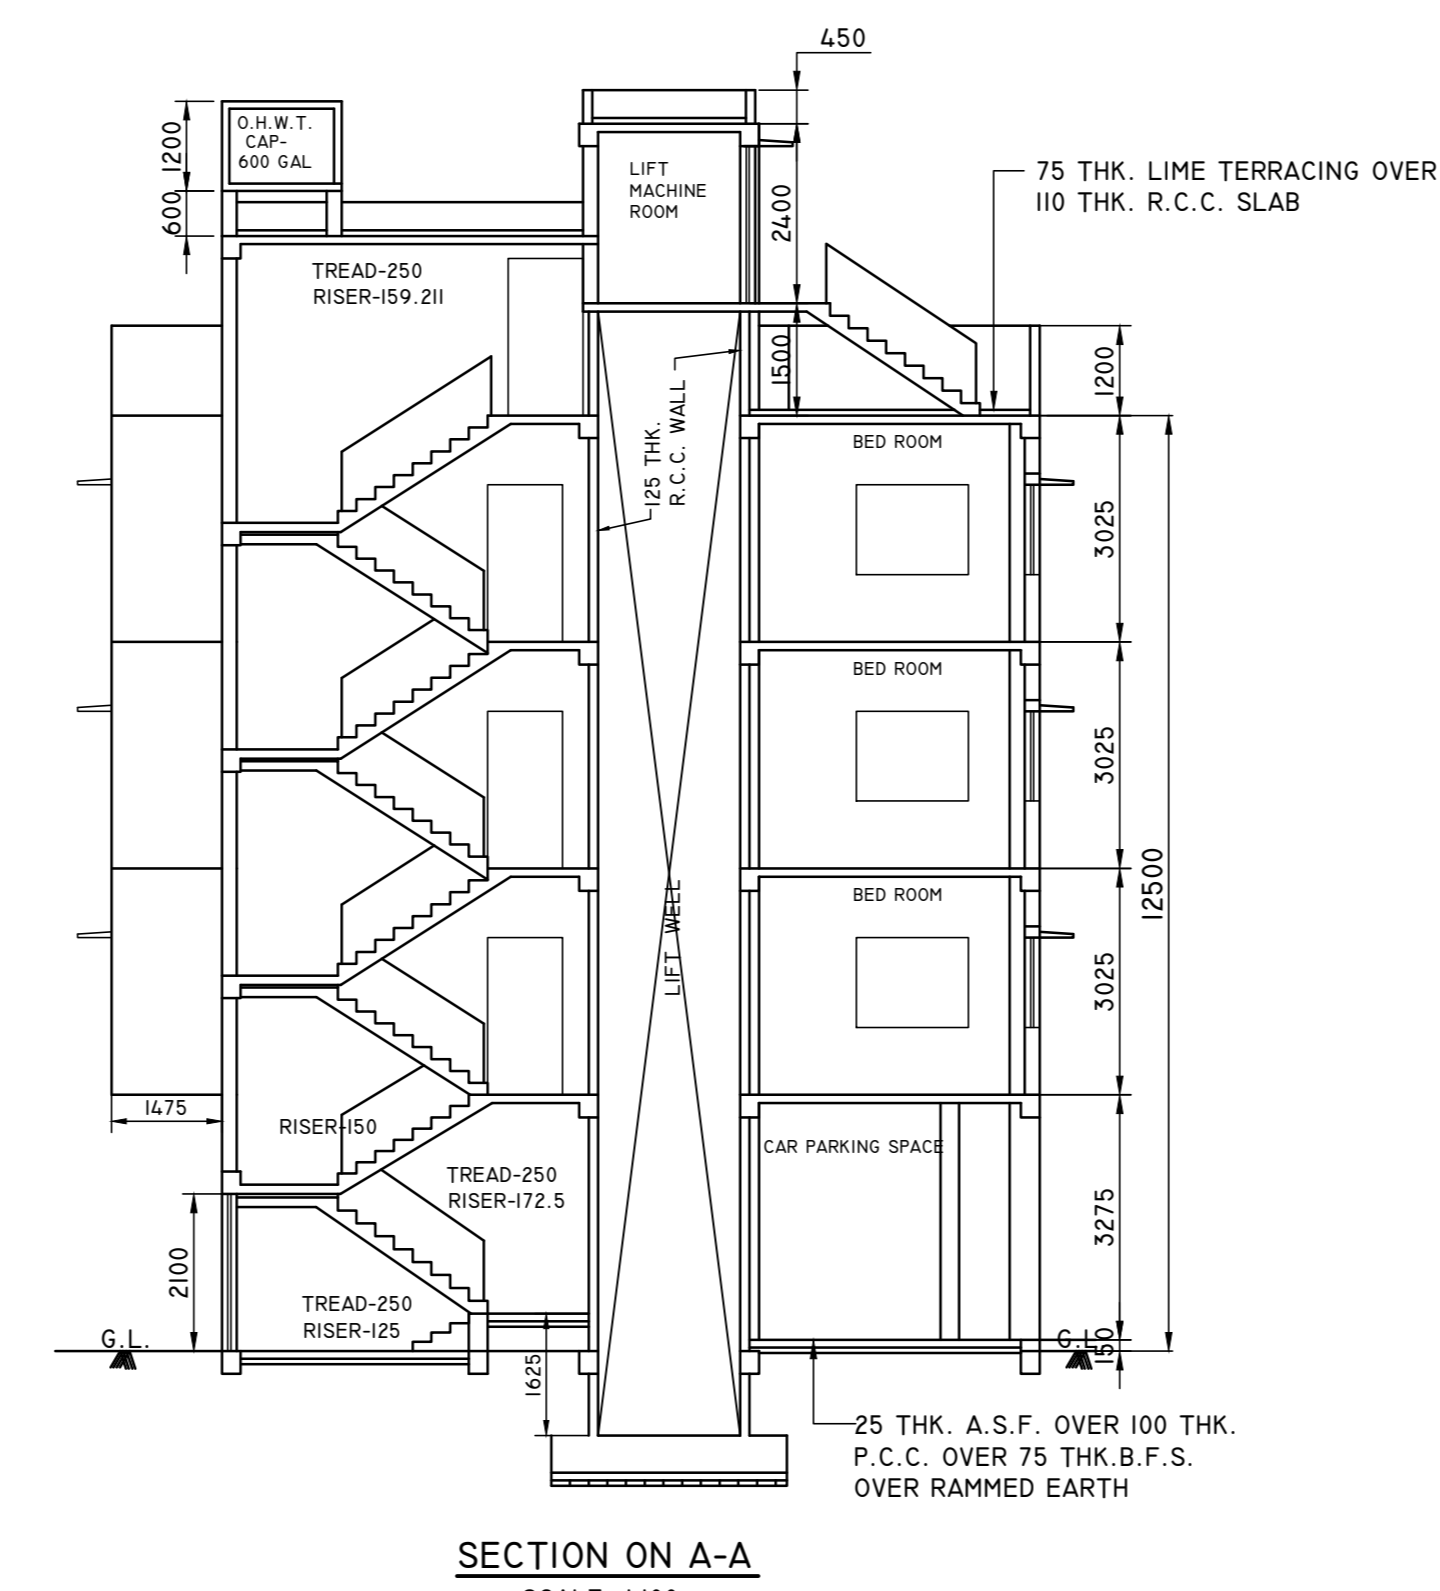 450
O.H.W.T.
CAP-
600 GAL
1200
600
LIFT
MACHINE
ROOM
2400
75 THK. LIME TERRACING OVER
110 THK. R.C.C. SLAB
TREAD-250
RISER-159.211
1500
1200
125 THK.
R.C.C. WALL
BED ROOM
3025
BED ROOM
3025
12500
BED ROOM
3025
LIFT WELL
1475
RISER-150
TREAD-250
RISER-172.5
CAR PARKING SPACE
3275
2100
TREAD-250
RISER-125
G.L.
G.L.
150
1625
25 THK. A.S.F. OVER 100 THK.
P.C.C. OVER 75 THK.B.F.S.
OVER RAMMED EARTH
SECTION ON A-A